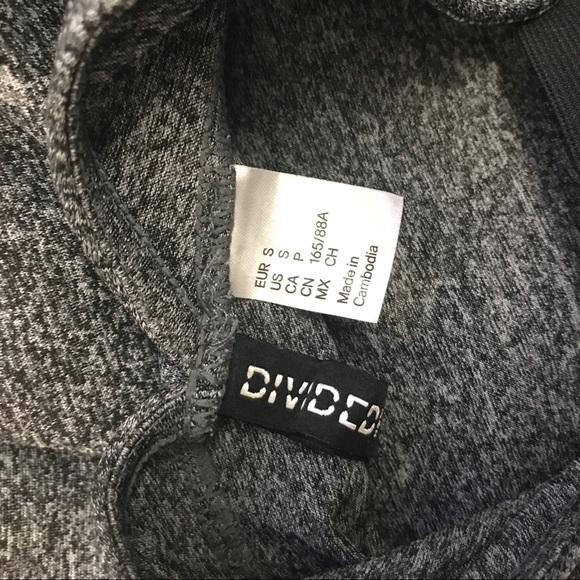 EUR S
US S
CA P
CN 165/88A
MX CH
Made in
Cambodia
DIVIDED